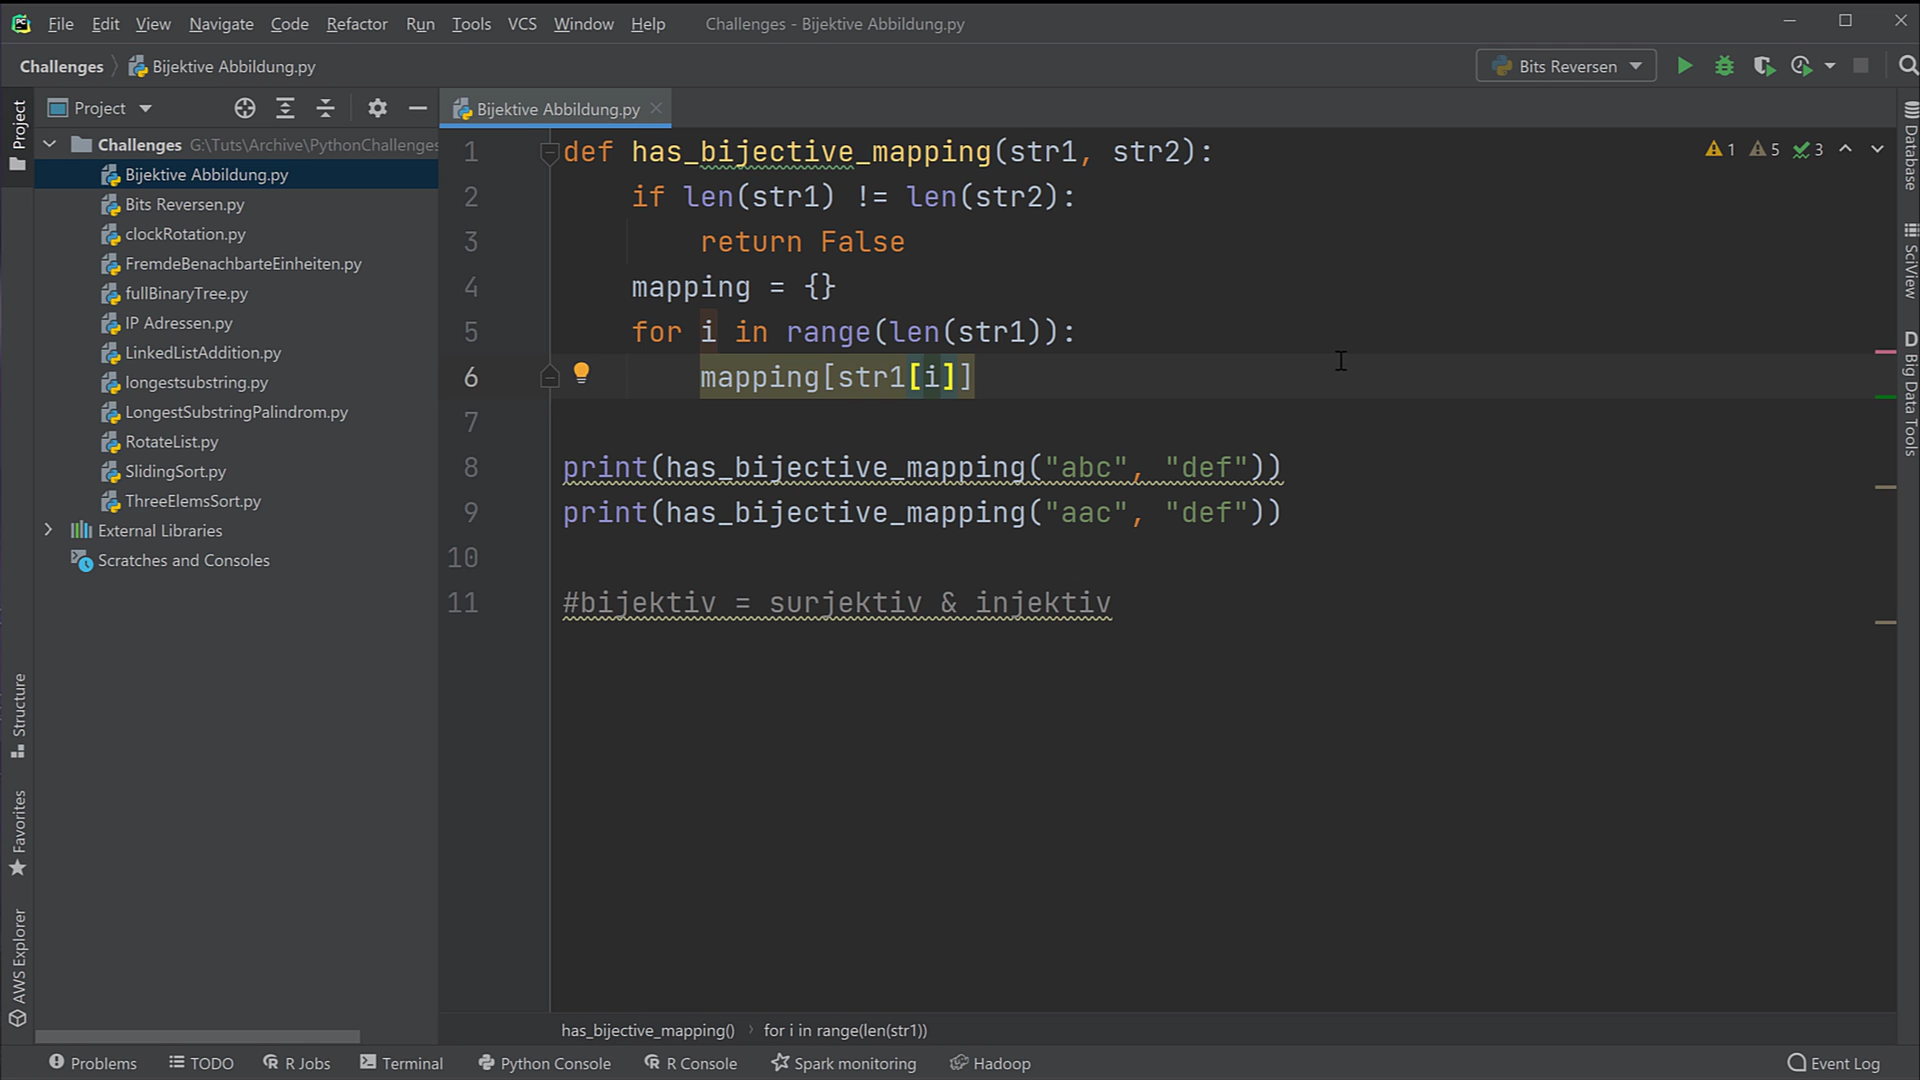 File Edit View Navigate Code Refactor Run Tools VCS Window Help Challenges - Bijektive Abbildung.py
Challenges Bijektive Abbildung.py Bits Reversen
Project Project Bijektive Abbildung.py
Challenges G:\Tuts\Archive\PythonChallenges
Bijektive Abbildung.py
Bits Reversen.py
clockRotation.py
FremdeBenachbarteEinheiten.py
fullBinaryTree.py
IP Adressen.py
LinkedListAddition.py
longestsubstring.py
LongestSubstringPalindrom.py
RotateList.py
SlidingSort.py
ThreeElemsSort.py
External Libraries
Scratches and Consoles
1 def has_bijective_mapping(str1, str2):
2 if len(str1) != len(str2):
3 return False
4 mapping = {}
5 for i in range(len(str1)):
6 mapping[str1[i]]
7
8 print(has_bijective_mapping("abc", "def"))
9 print(has_bijective_mapping("aac", "def"))
10
11 #bijektiv = surjektiv & injektiv
1 5 3
Database
SciView
D Big Data Tools
Structure
Favorites
AWS Explorer
has_bijective_mapping() for i in range(len(str1))
Problems TODO R Jobs Terminal Python Console R Console Spark monitoring Hadoop Event Log